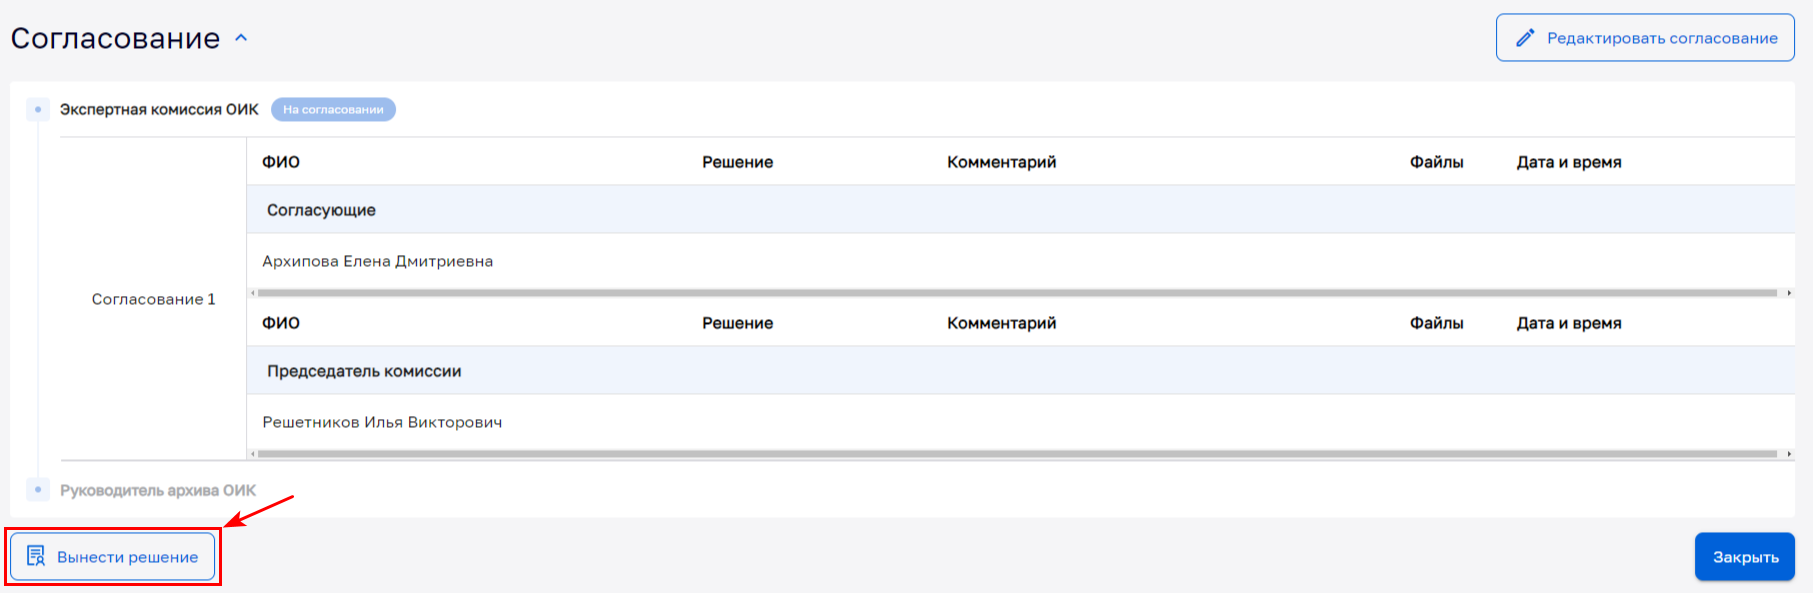 Согласование
Редактировать согласование
Экспертная комиссия ОИК
На согласовании
ФИО Решение Комментарий Файлы Дата и время
Согласующие
Архипова Елена Дмитриевна
Согласование 1
ФИО Решение Комментарий Файлы Дата и время
Председатель комиссии
Решетников Илья Викторович
Руководитель архива ОИК
Вынести решение
Закрыть